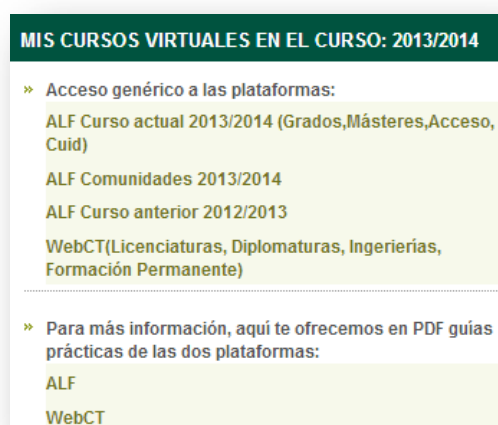 MIS CURSOS VIRTUALES EN EL CURSO: 2013/2014
» Acceso genérico a las plataformas:
ALF Curso actual 2013/2014 (Grados,Másteres,Acceso,
Cuid)
ALF Comunidades 2013/2014
ALF Curso anterior 2012/2013
WebCT(Licenciaturas, Diplomaturas, Ingerierías,
Formación Permanente)
» Para más información, aquí te ofrecemos en PDF guías
prácticas de las dos plataformas:
ALF
WebCT